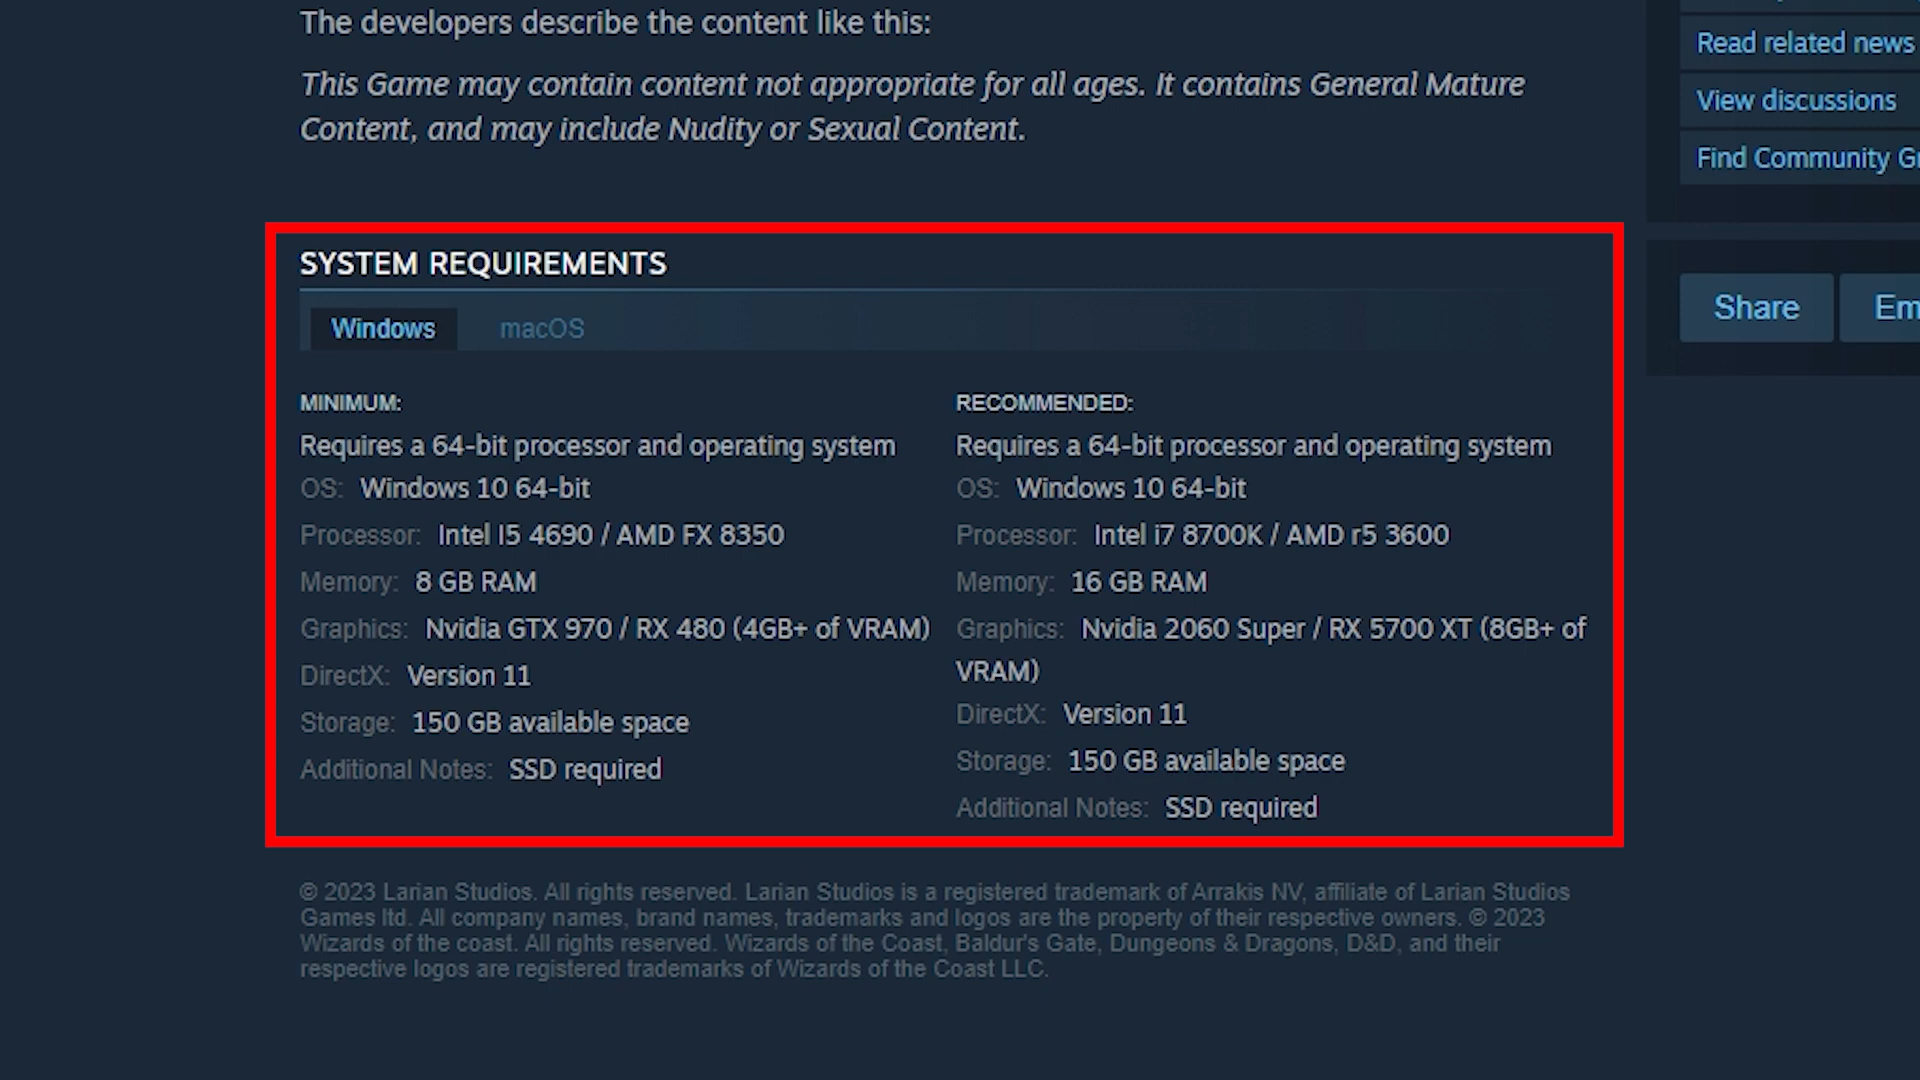 The developers describe the content like this:
This Game may contain content not appropriate for all ages. It contains General Mature
Content, and may include Nudity or Sexual Content.
Read related news
View discussions
Find Community
Share
SYSTEM REQUIREMENTS
Windows
macOS
MINIMUM:
Requires a 64-bit processor and operating system
OS: Windows 10 64-bit
Processor: Intel I5 4690 / AMD FX 8350
Memory: 8 GB RAM
Graphics: Nvidia GTX 970 / RX 480 (4GB+ of VRAM)
DirectX: Version 11
Storage: 150 GB available space
Additional Notes: SSD required
RECOMMENDED:
Requires a 64-bit processor and operating system
OS: Windows 10 64-bit
Processor: Intel i7 8700K / AMD r5 3600
Memory: 16 GB RAM
Graphics: Nvidia 2060 Super / RX 5700 XT (8GB+ of
VRAM)
DirectX: Version 11
Storage: 150 GB available space
Additional Notes: SSD required
© 2023 Larian Studios. All rights reserved. Larian Studios is a registered trademark of Arrakis NV, affiliate of Larian Studios
Games ltd. All company names, brand names, trademarks and logos are the property of their respective owners. © 2023
Wizards of the coast. All rights reserved. Wizards of the Coast, Baldur's Gate, Dungeons & Dragons, D&D, and their
respective logos are registered trademarks of Wizards of the Coast LLC.